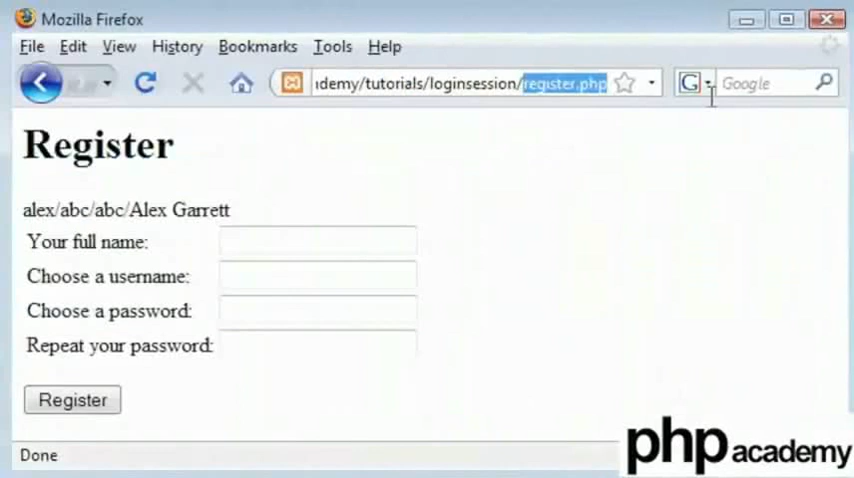 Mozilla Firefox
File Edit View History Bookmarks Tools Help
demy/tutorials/loginsession/register.php
G Google
Register
alex/abc/abc/Alex Garrett
Your full name:
Choose a username:
Choose a password:
Repeat your password:
Register
Done
php academy